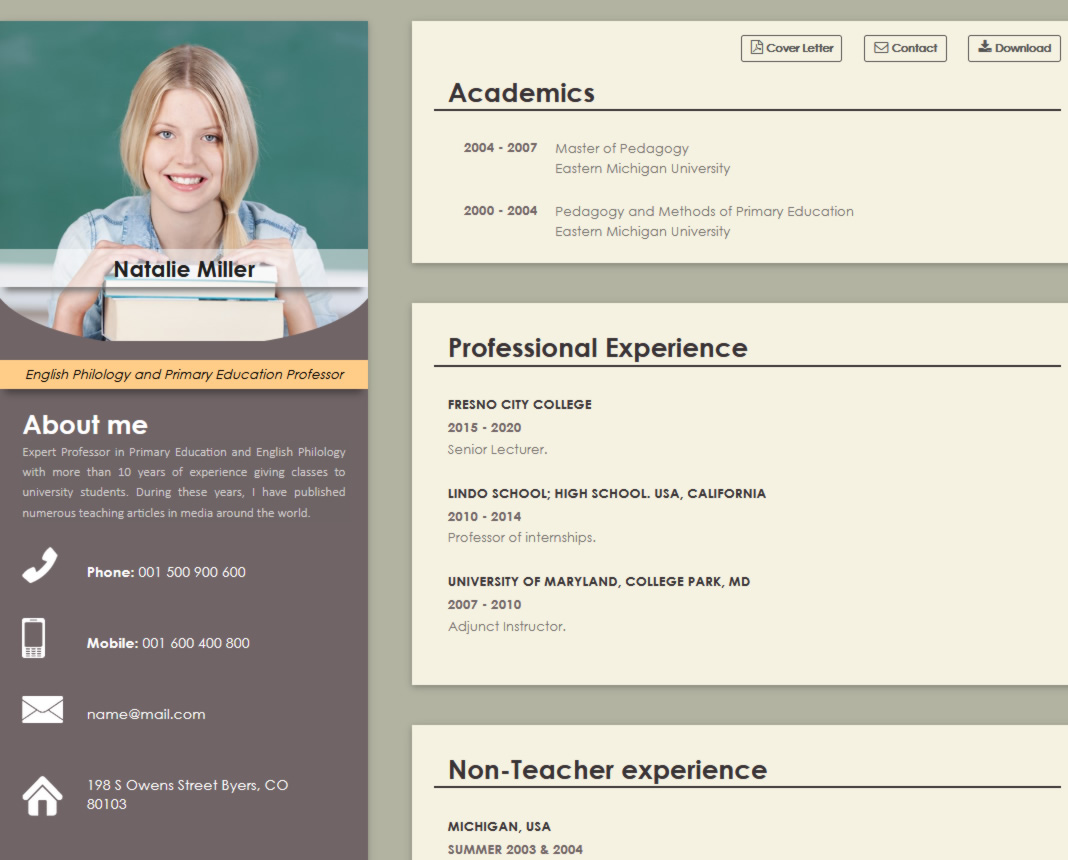 Natalie Miller
English Philology and Primary Education Professor
About me
Expert Professor in Primary Education and English Philology
with more than 10 years of experience giving classes to
university students. During these years, I have published
numerous teaching articles in media around the world.
Phone: 001 500 900 600
Mobile: 001 600 400 800
name@mail.com
198 S Owens Street Byers, CO
80103
Cover Letter
Contact
Download
Academics
2004 - 2007 Master of Pedagogy
Eastern Michigan University
2000 - 2004 Pedagogy and Methods of Primary Education
Eastern Michigan University
Professional Experience
FRESNO CITY COLLEGE
2015 - 2020
Senior Lecturer.
LINDO SCHOOL; HIGH SCHOOL. USA, CALIFORNIA
2010 - 2014
Professor of internships.
UNIVERSITY OF MARYLAND, COLLEGE PARK, MD
2007 - 2010
Adjunct Instructor.
Non-Teacher experience
MICHIGAN, USA
SUMMER 2003 & 2004